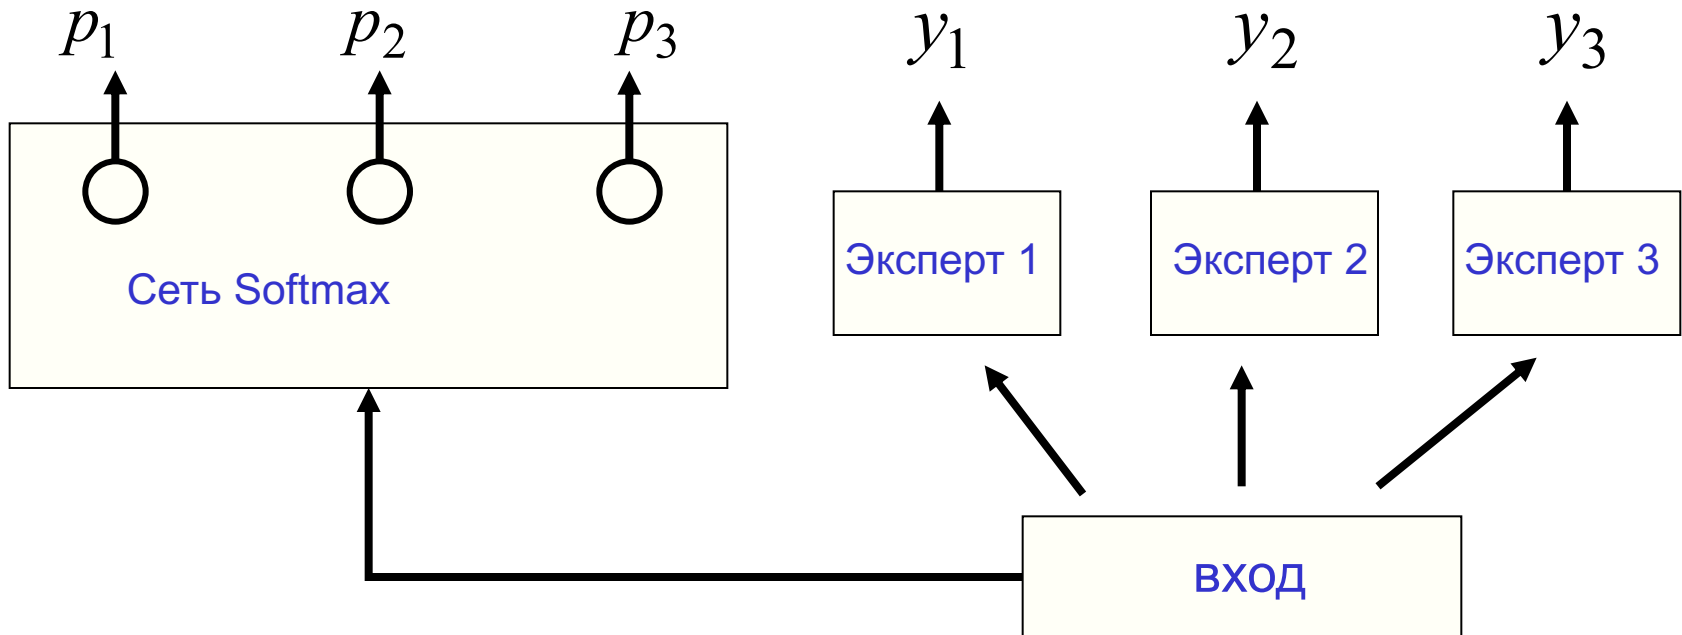 p₁ p₂ p₃ y₁ y₂ y₃
Эксперт 1 Эксперт 2 Эксперт 3
Сеть Softmax
вход